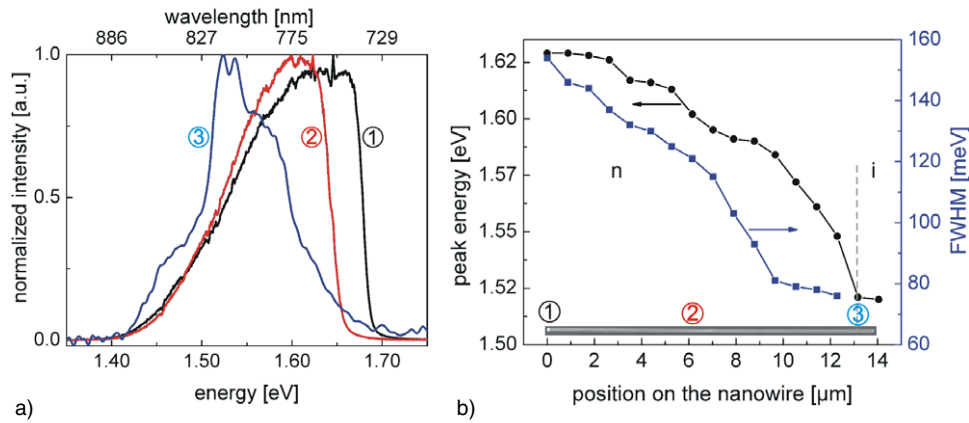 wavelength [nm]
886 827 775 729
1.0
0.5
0.0
normalized intensity [a.u.]
③ ② ①
1.40 1.50 1.60 1.70
energy [eV]
a)
1.62
1.60
1.57
1.55
1.52
1.50
peak energy [eV]
160
140
120
100
80
60
FWHM [meV]
n i
① ② ③
0 2 4 6 8 10 12 14
position on the nanowire [µm]
b)